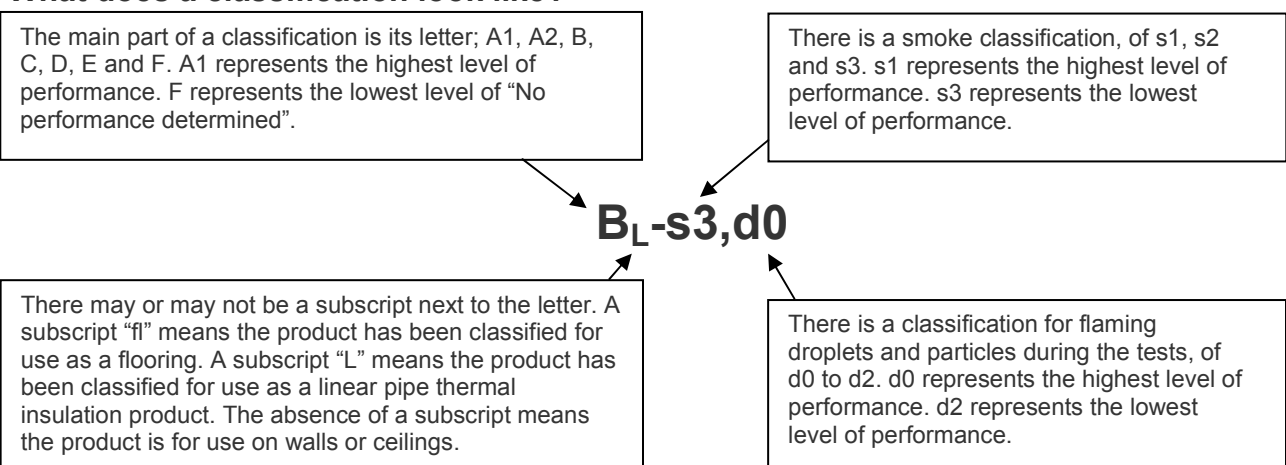 What does a classification look like?
The main part of a classification is its letter; A1, A2, B,
C, D, E and F. A1 represents the highest level of
performance. F represents the lowest level of “No
performance determined”.
There is a smoke classification, of s1, s2
and s3. s1 represents the highest level of
performance. s3 represents the lowest
level of performance.
BL-s3,d0
There may or may not be a subscript next to the letter. A
subscript “fl” means the product has been classified for
use as a flooring. A subscript “L” means the product has
been classified for use as a linear pipe thermal
insulation product. The absence of a subscript means
the product is for use on walls or ceilings.
There is a classification for flaming
droplets and particles during the tests, of
d0 to d2. d0 represents the highest level of
performance. d2 represents the lowest
level of performance.